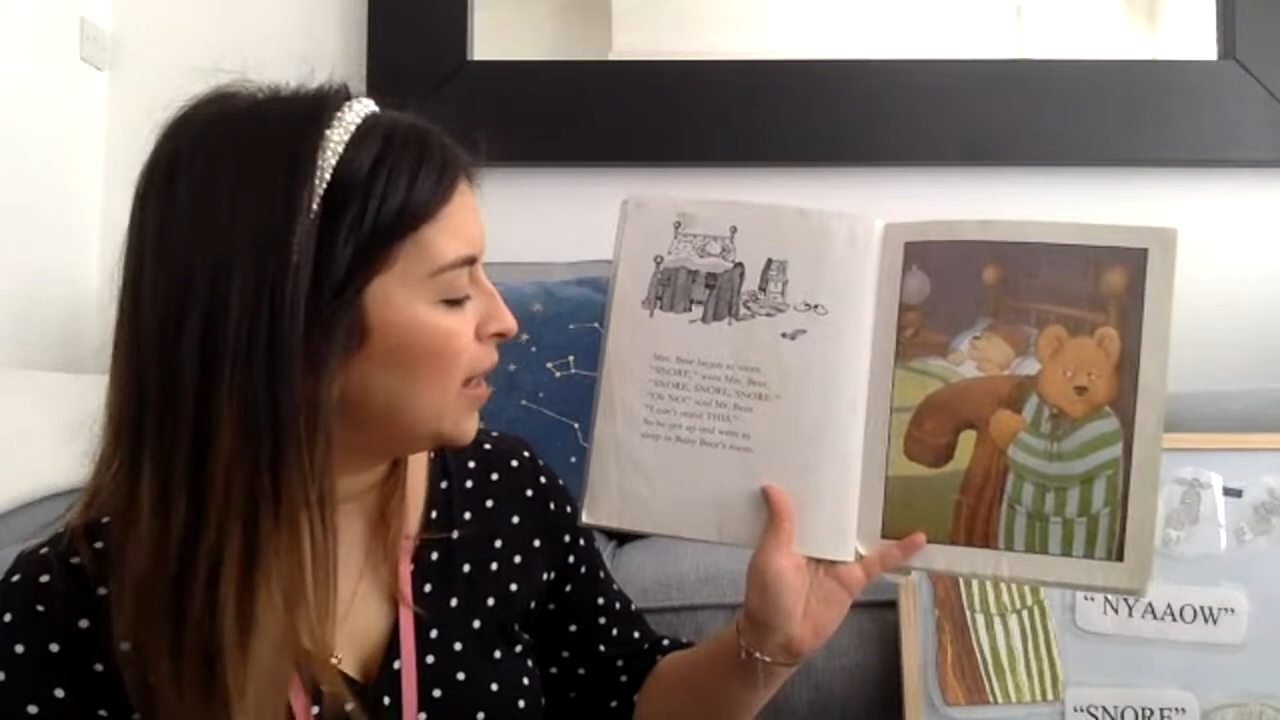 Mrs. Bear began to snore.
"SNORE," went Mrs. Bear,
"SNORE, SNORE, SNORE."
"Oh NO!" said Mr. Bear,
"I can't stand THIS."
So he got up and went to
sleep in Baby Bear's room.
"NYAAOW"
"SNORE"